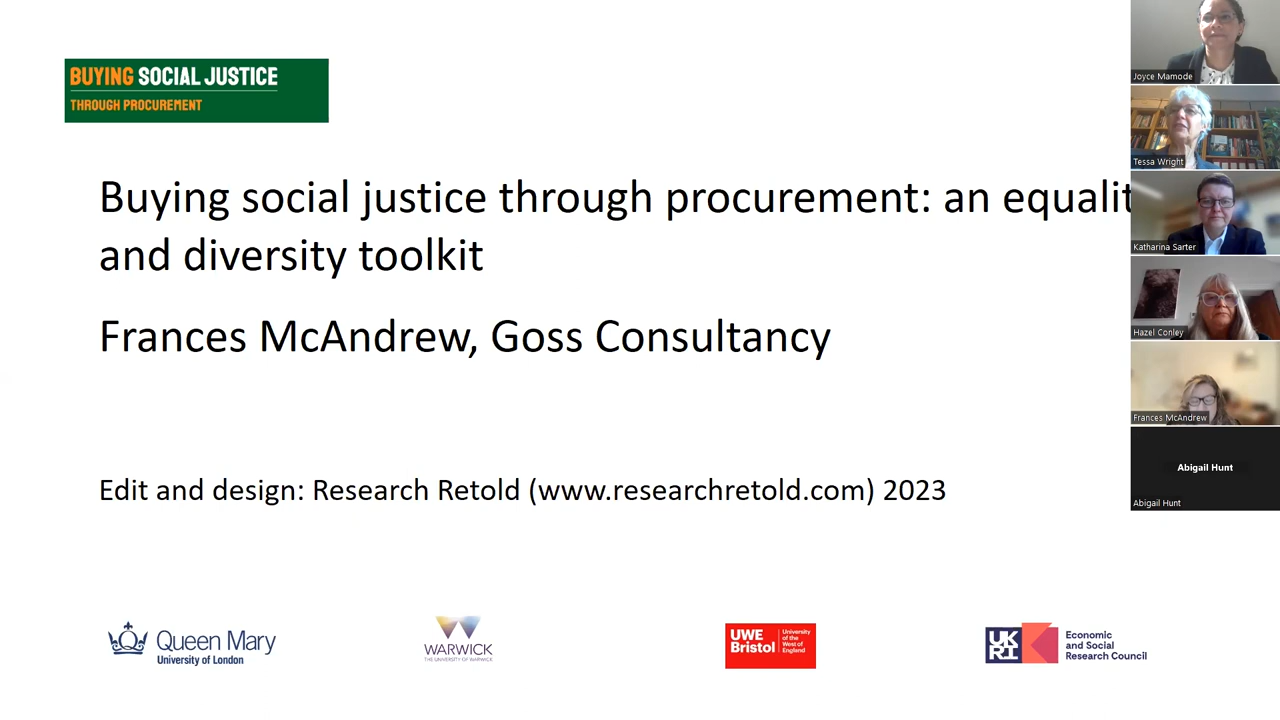 BUYING SOCIAL JUSTICE
THROUGH PROCUREMENT
Buying social justice through procurement: an equalit
and diversity toolkit
Frances McAndrew, Goss Consultancy
Edit and design: Research Retold (www.researchretold.com) 2023
Queen Mary
University of London
WARWICK
THE UNIVERSITY OF WARWICK
UWE
Bristol
University
of the
West of
England
UK
RI
Economic
and Social
Research Council
Joyce Mamode
Tessa Wright
Katharina Sarter
Hazel Conley
Frances McAndrew
Abigail Hunt
Abigail Hunt